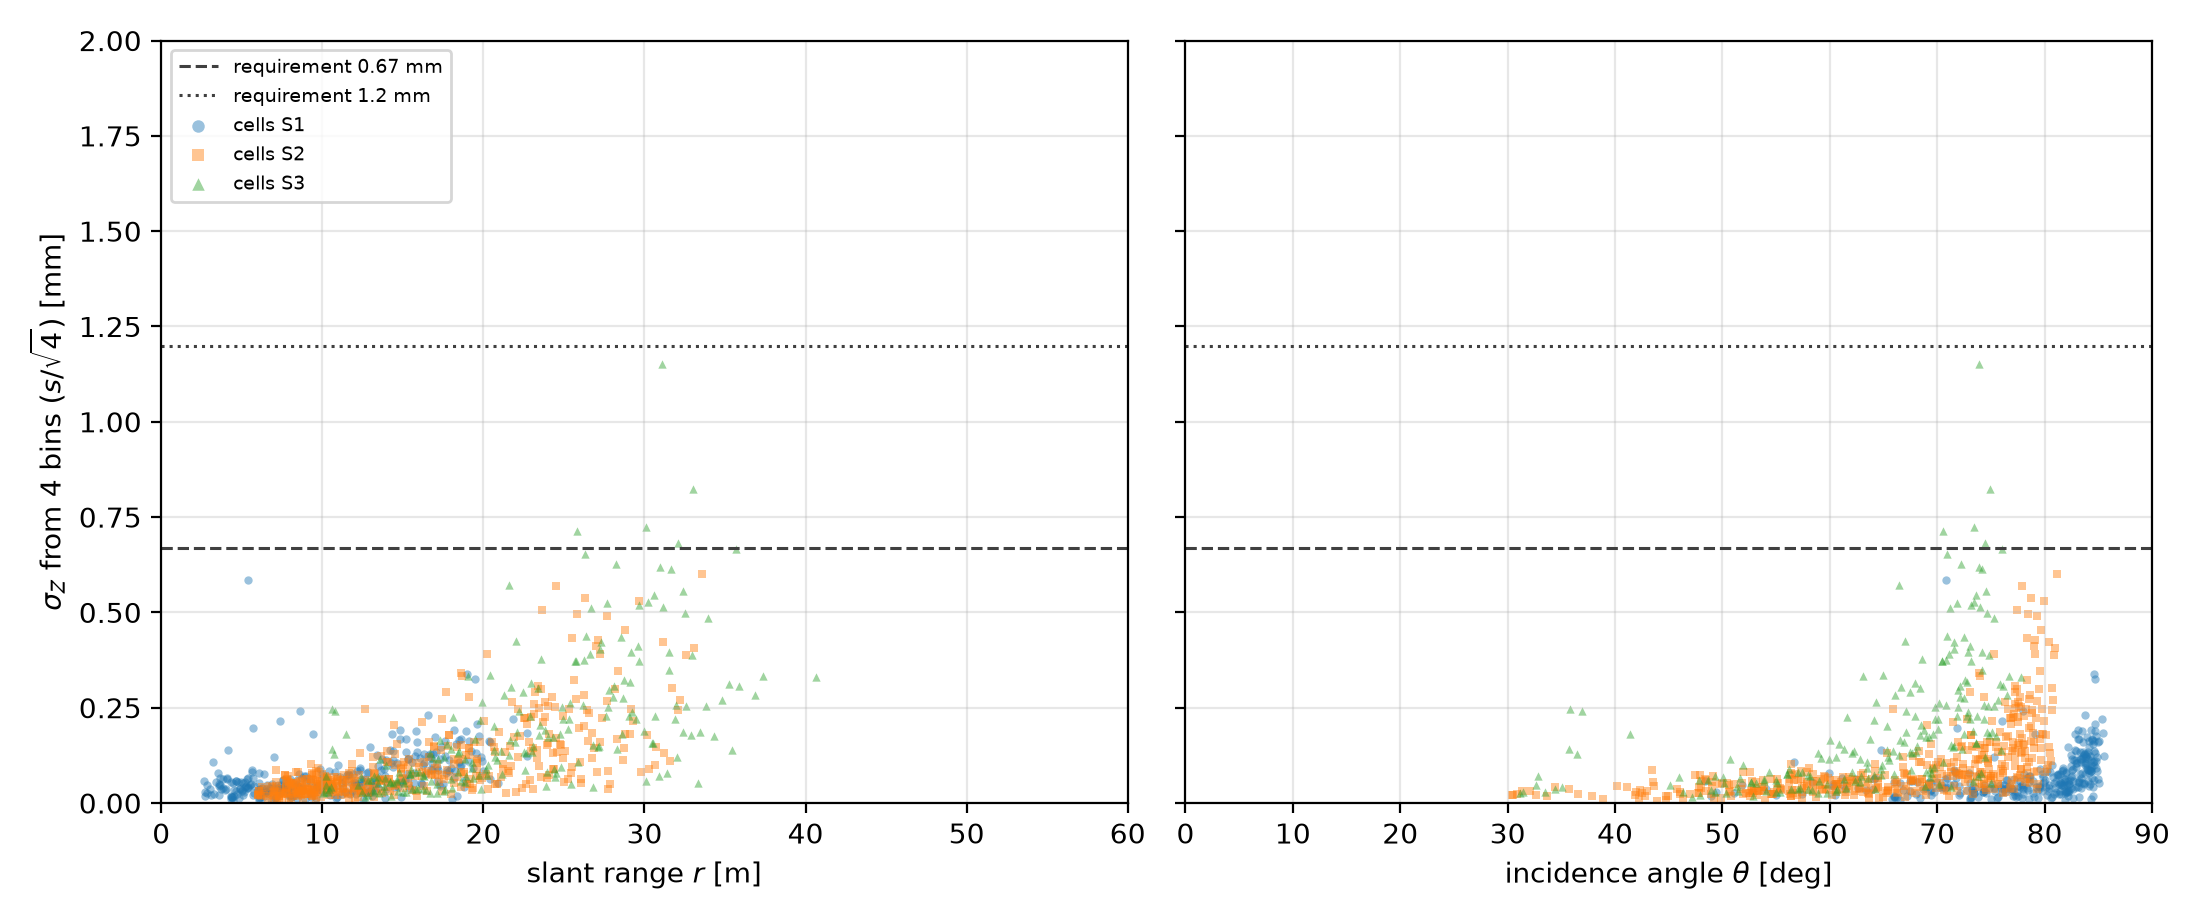 2.00
1.75
1.50
1.25
1.00
0.75
0.50
0.25
0.00
σZ from 4 bins (s/√4) [mm]
requirement 0.67 mm
requirement 1.2 mm
cells S1
cells S2
cells S3
0 10 20 30 40 50 60
slant range r [m]
0 10 20 30 40 50 60 70 80 90
incidence angle θ [deg]